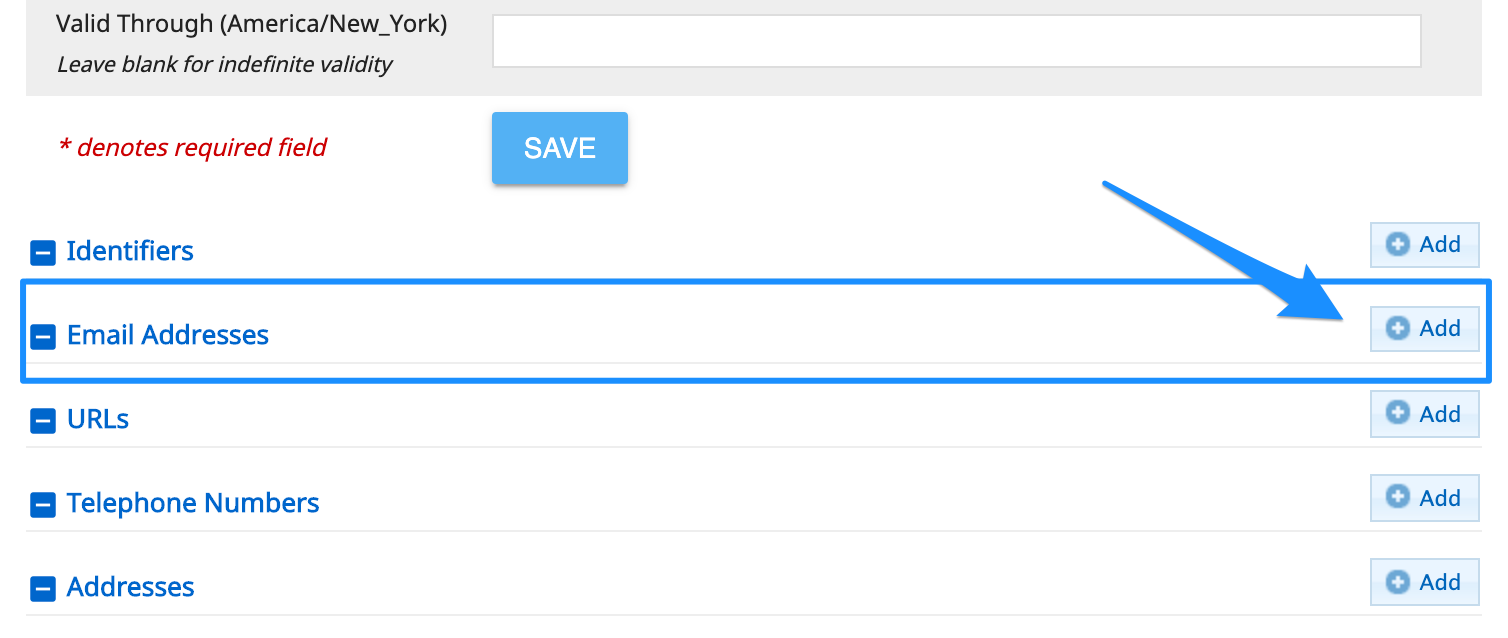 Valid Through (America/New_York)
Leave blank for indefinite validity
* denotes required field
SAVE
Identifiers
Add
Email Addresses
Add
URLs
Add
Telephone Numbers
Add
Addresses
Add